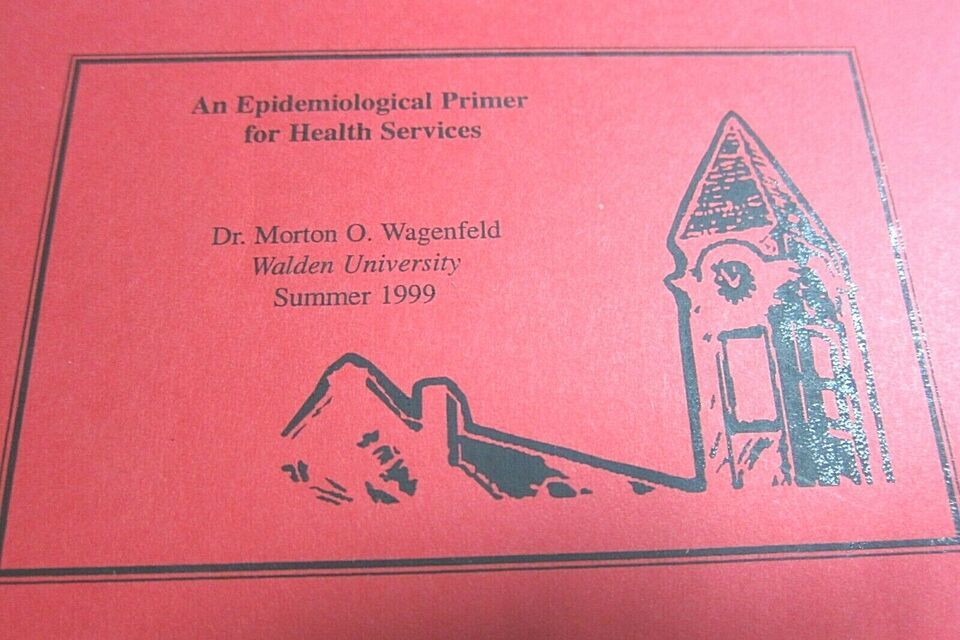 An Epidemiological Primer
for Health Services
Dr. Morton O. Wagenfeld
Walden University
Summer 1999